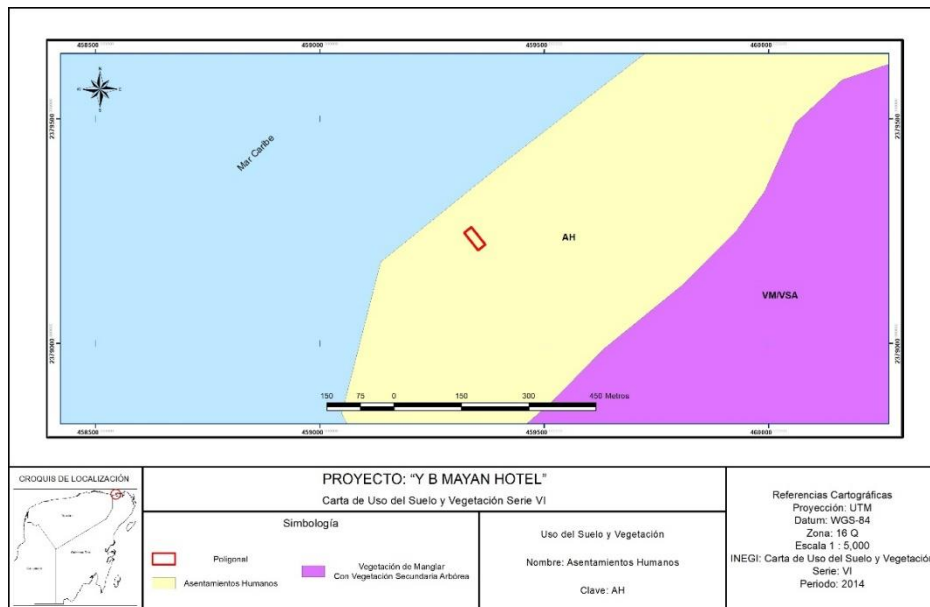 458500
459000
459500
460000
2379500
2379500
N
Mar Caribe
AH
VM/VSA
2379000
2379000
150 75 0 150 300 450 Metros
458500
459000
459500
460000
CROQUIS DE LOCALIZACIÓN
PROYECTO: “Y B MAYAN HOTEL”
Carta de Uso del Suelo y Vegetación Serie VI
Simbología
Poligonal
Asentamientos Humanos
Vegetación de Manglar
Con Vegetación Secundaria Arbórea
Uso del Suelo y Vegetación
Nombre: Asentamientos Humanos
Clave: AH
Referencias Cartográficas
Proyección: UTM
Datum: WGS-84
Zona: 16 Q
Escala 1 : 5,000
INEGI: Carta de Uso del Suelo y Vegetación
Serie: VI
Periodo: 2014